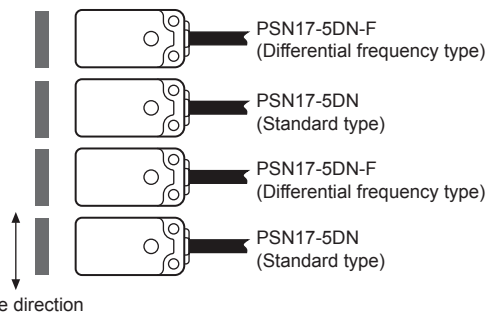 PSN17-5DN-F
(Differential frequency type)
PSN17-5DN
(Standard type)
PSN17-5DN-F
(Differential frequency type)
PSN17-5DN
(Standard type)
e direction